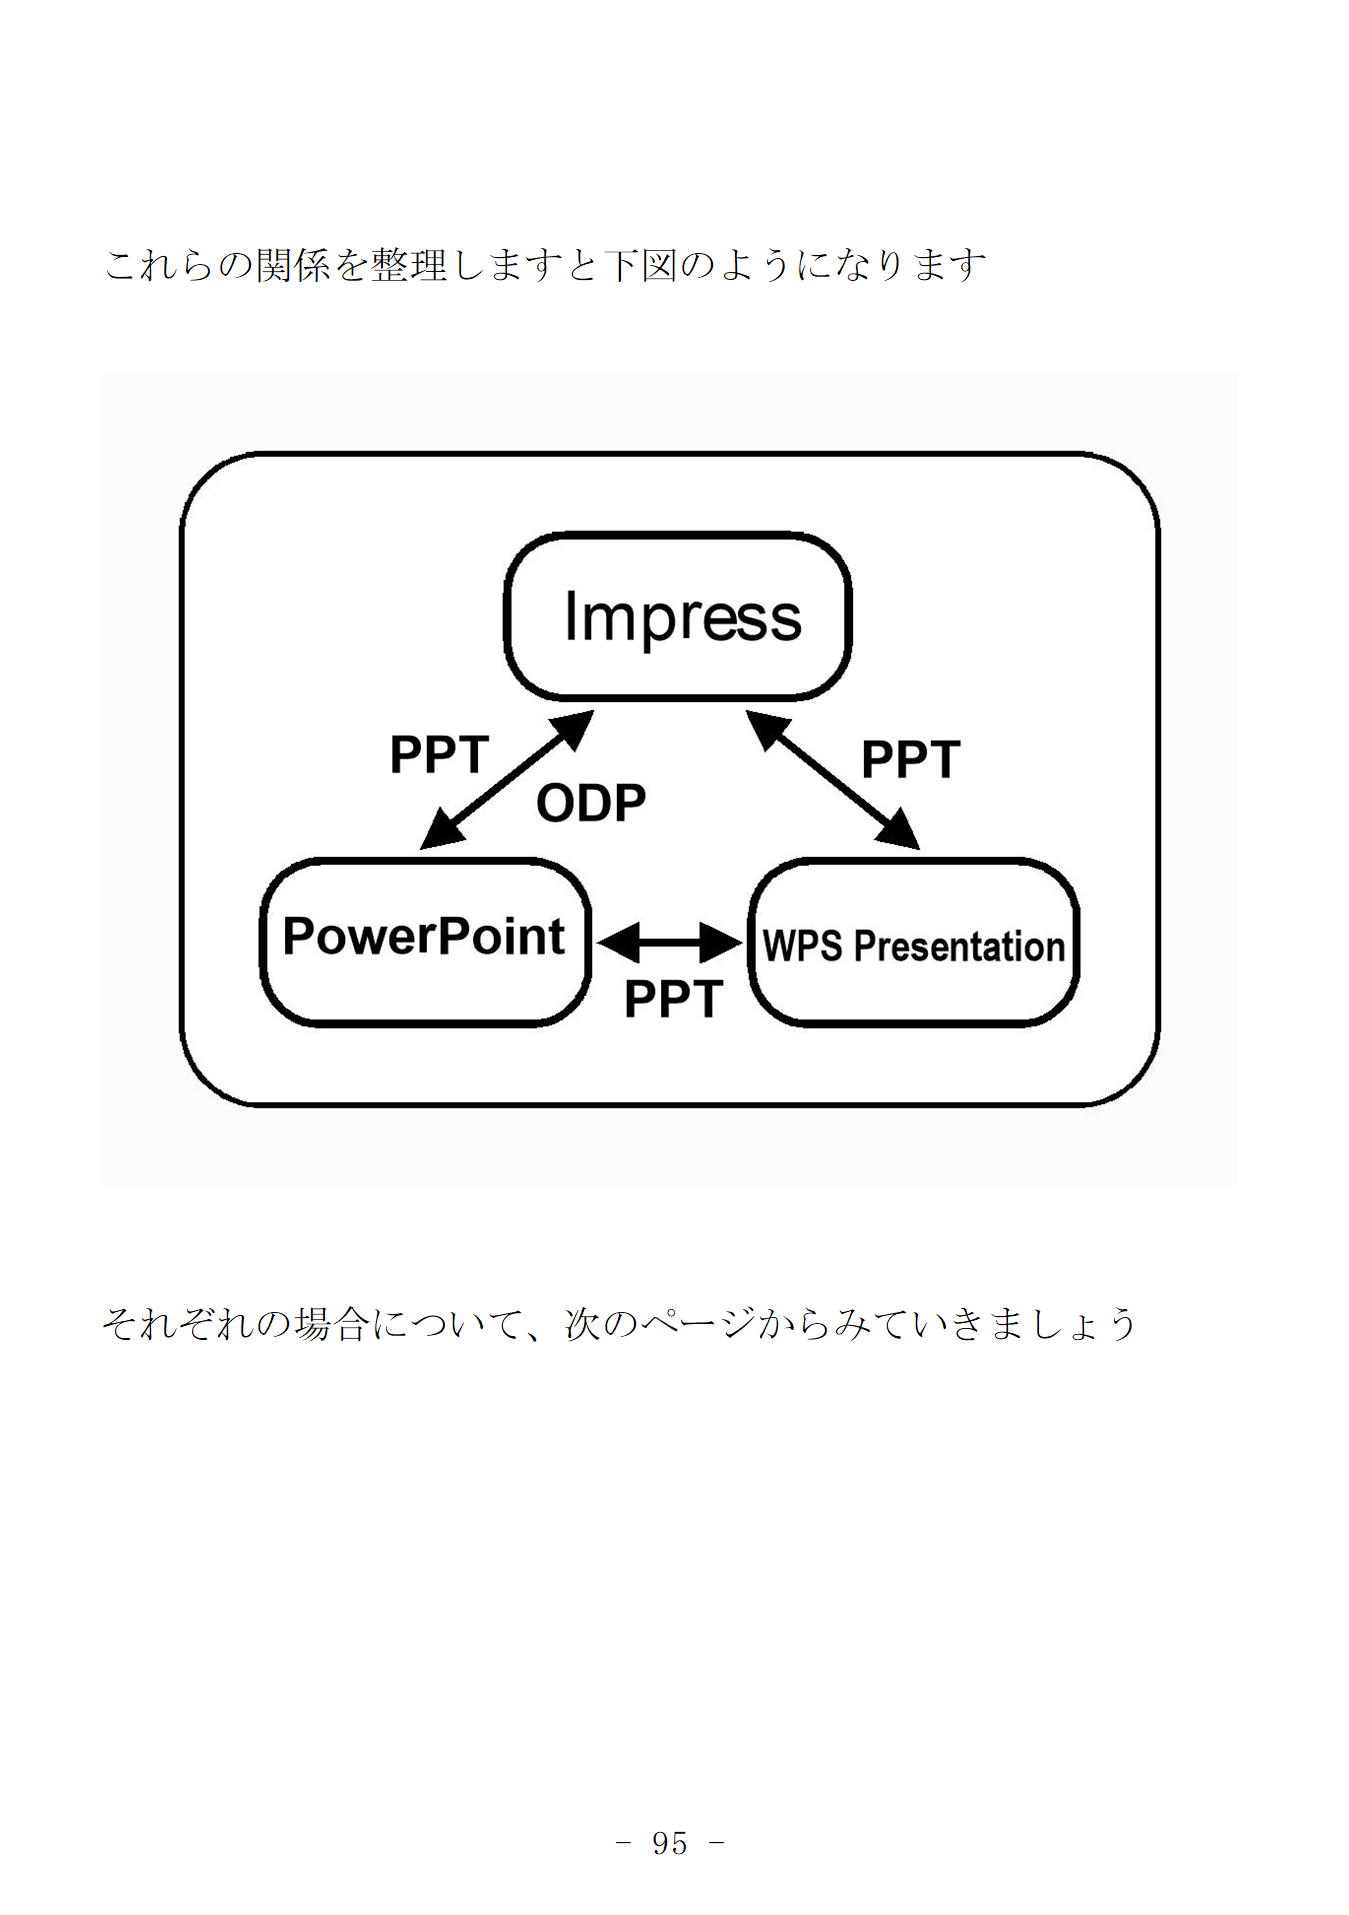 これらの関係を整理しますと下図のようになります
Impress
PPT
PPT
ODP
PowerPoint
WPS Presentation
PPT
それぞれの場合について、次のページからみていきましょう
- 95 -